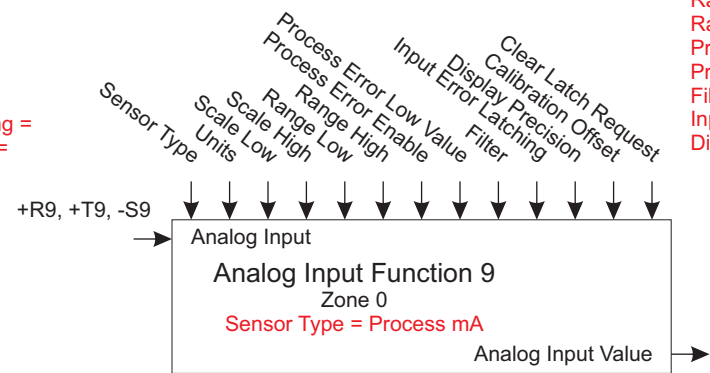 Sensor Type
Units
Scale Low
Scale High
Range Low
Range High
Process Error Enable
Process Error Low Value
Filter
Input Error Latching
Display Precision
Calibration Offset
Clear Latch Request
+R9, +T9, -S9
Analog Input
Analog Input Function 9
Zone 0
Sensor Type = Process mA
Analog Input Value